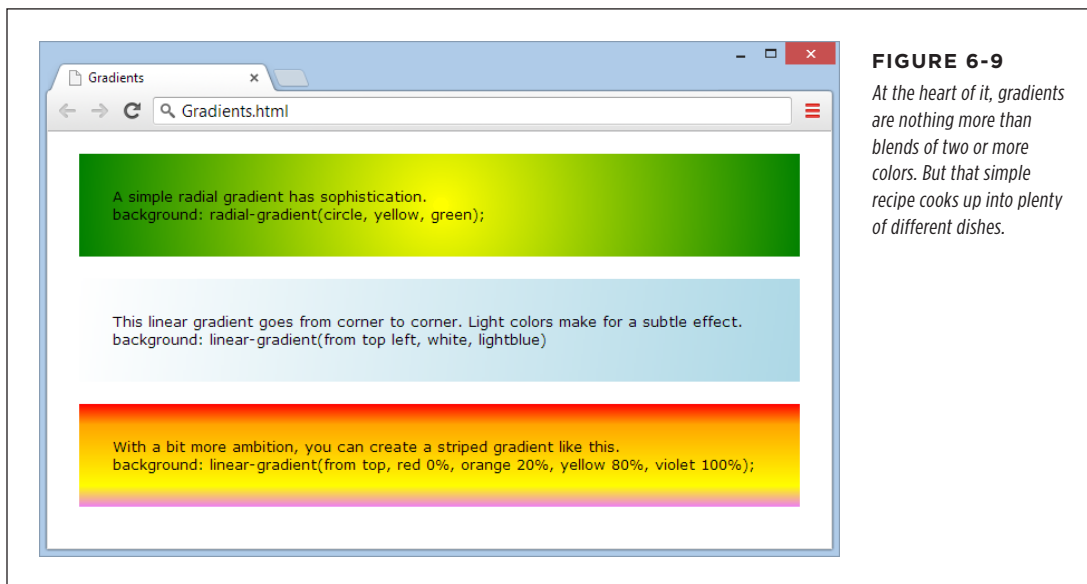 Gradients
Gradients.html
A simple radial gradient has sophistication.
background: radial-gradient(circle, yellow, green);
This linear gradient goes from corner to corner. Light colors make for a subtle effect.
background: linear-gradient(from top left, white, lightblue)
With a bit more ambition, you can create a striped gradient like this.
background: linear-gradient(from top, red 0%, orange 20%, yellow 80%, violet 100%);
FIGURE 6-9
At the heart of it, gradients
are nothing more than
blends of two or more
colors. But that simple
recipe cooks up into plenty
of different dishes.